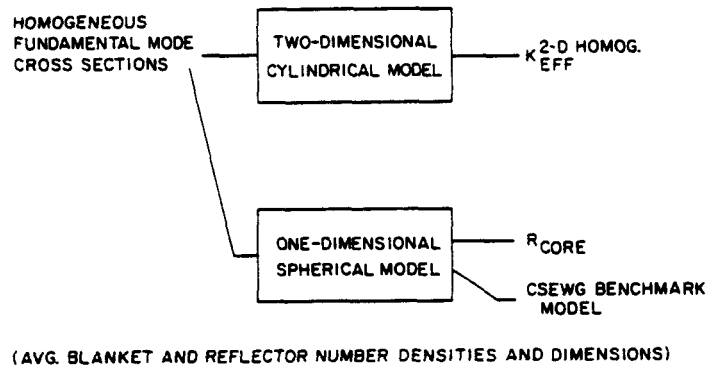 HOMOGENEOUS
FUNDAMENTAL MODE
CROSS SECTIONS
TWO-DIMENSIONAL
CYLINDRICAL MODEL
K 2-D HOMOG.
EFF
ONE-DIMENSIONAL
SPHERICAL MODEL
RCORE
CSEWG BENCHMARK
MODEL
(AVG. BLANKET AND REFLECTOR NUMBER DENSITIES AND DIMENSIONS)